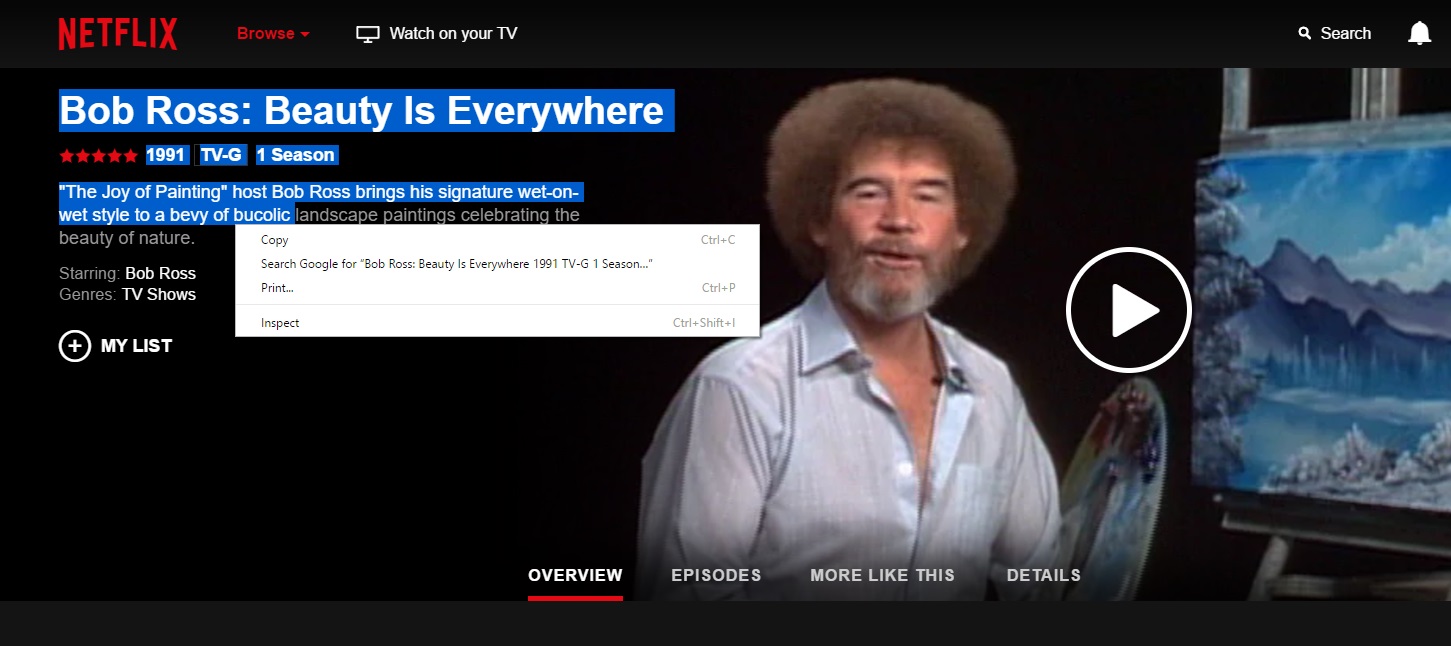 NETFLIX
Browse
Watch on your TV
Search
Bob Ross: Beauty Is Everywhere
1991 TV-G 1 Season
"The Joy of Painting" host Bob Ross brings his signature wet-on-
wet style to a bevy of bucolic landscape paintings celebrating the
beauty of nature.
Starring: Bob Ross
Genres: TV Shows
MY LIST
Copy Ctrl+C
Search Google for “Bob Ross: Beauty Is Everywhere 1991 TV-G 1 Season...”
Print... Ctrl+P
Inspect Ctrl+Shift+I
OVERVIEW EPISODES MORE LIKE THIS DETAILS